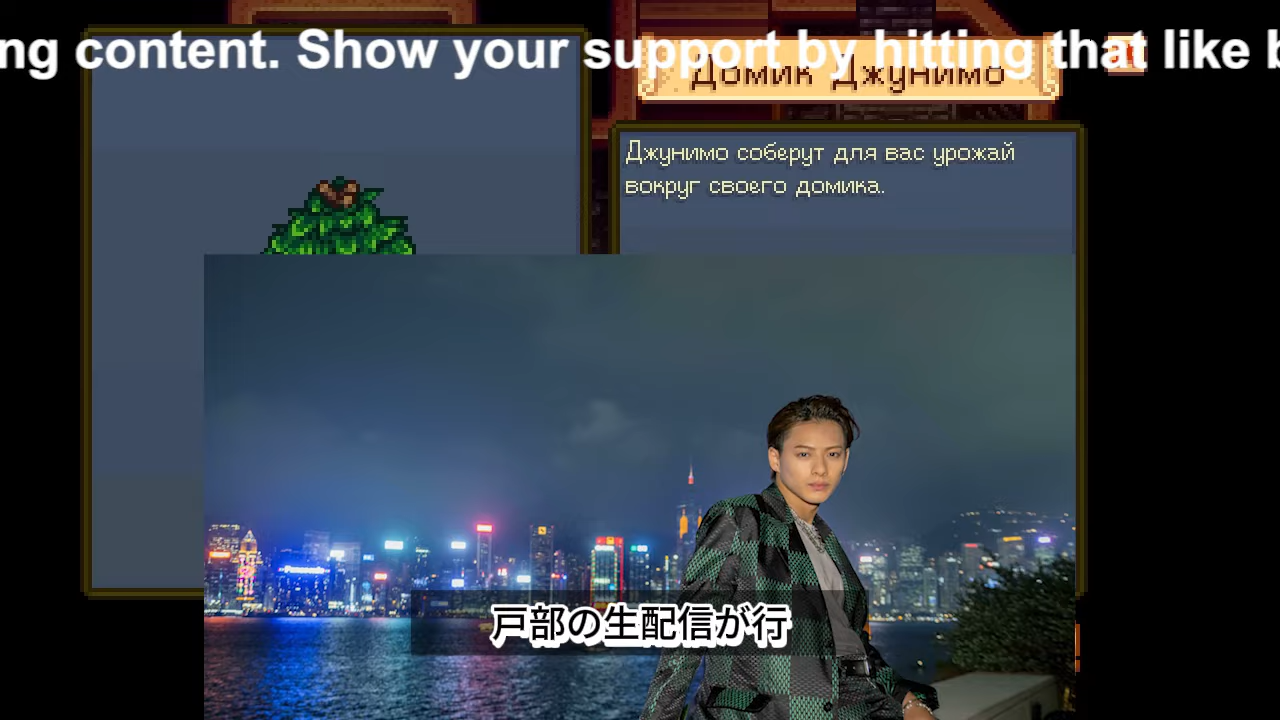 ng content. Show your support by hitting that like b
Домик Джунимо
Джунимо соберут для вас урожай
вокруг своего домика.
Panasonic
戸部の生配信が行